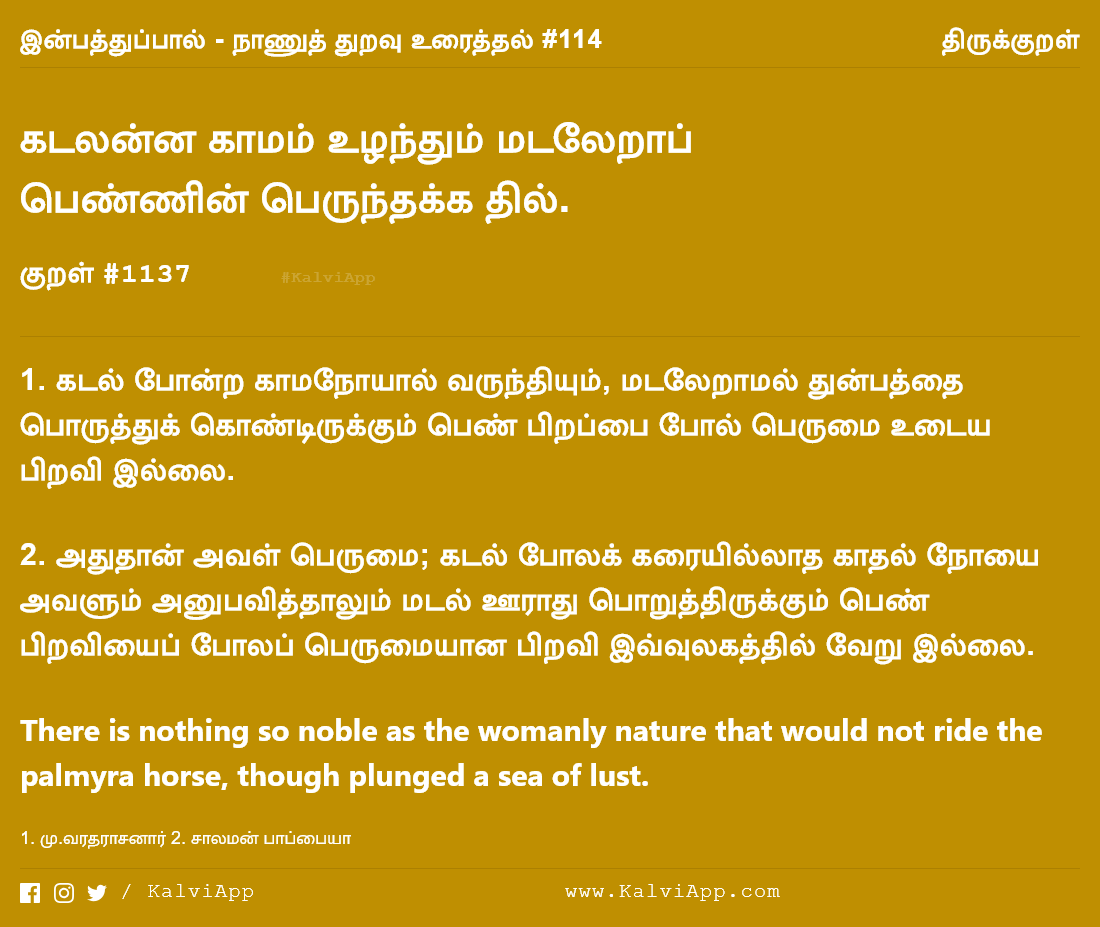 இன்பத்துப்பால் - நாணுத் துறவு உரைத்தல் #114 திருக்குறள்
கடலன்ன காமம் உழந்தும் மடலேறாப்
பெண்ணின் பெருந்தக்க தில்.
குறள் #1137 #KalviApp
1. கடல் போன்ற காமநோயால் வருந்தியும், மடலேறாமல் துன்பத்தை
பொருத்துக் கொண்டிருக்கும் பெண் பிறப்பை போல் பெருமை உடைய
பிறவி இல்லை.
2. அதுதான் அவள் பெருமை; கடல் போலக் கரையில்லாத காதல் நோயை
அவளும் அனுபவித்தாலும் மடல் ஊராது பொறுத்திருக்கும் பெண்
பிறவியைப் போலப் பெருமையான பிறவி இவ்வுலகத்தில் வேறு இல்லை.
There is nothing so noble as the womanly nature that would not ride the
palmyra horse, though plunged a sea of lust.
1. மு.வரதராசனார் 2. சாலமன் பாப்பையா
/ KalviApp www.KalviApp.com